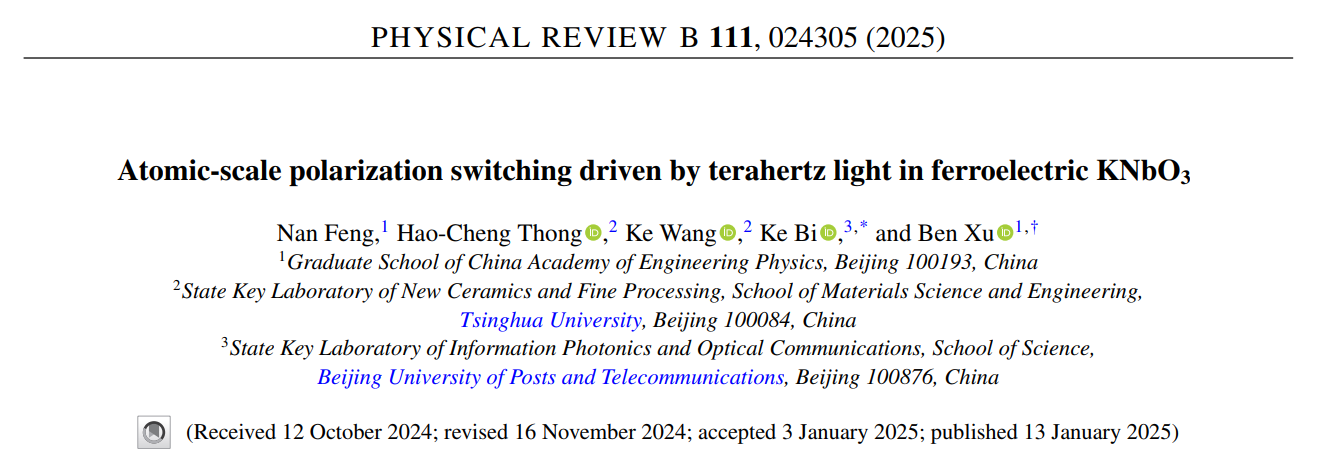 PHYSICAL REVIEW B 111, 024305 (2025)
Atomic-scale polarization switching driven by terahertz light in ferroelectric KNbO₃
Nan Feng,¹ Hao-Cheng Thong iD,² Ke Wang iD,² Ke Bi iD,³,* and Ben Xu iD¹,†
¹Graduate School of China Academy of Engineering Physics, Beijing 100193, China
²State Key Laboratory of New Ceramics and Fine Processing, School of Materials Science and Engineering,
Tsinghua University, Beijing 100084, China
³State Key Laboratory of Information Photonics and Optical Communications, School of Science,
Beijing University of Posts and Telecommunications, Beijing 100876, China
(Received 12 October 2024; revised 16 November 2024; accepted 3 January 2025; published 13 January 2025)